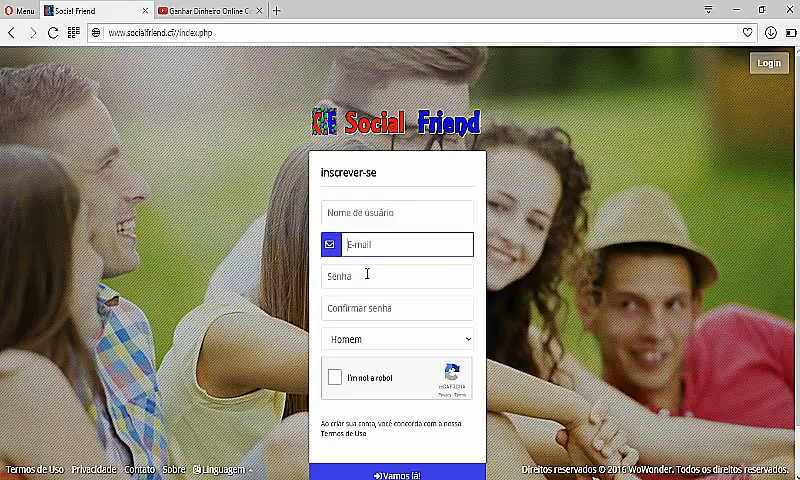 Menu
Social Friend
Ganhar Dinheiro Online Co
www.socialfriend.cf//index.php
Login
Social Friend
inscrever-se
Nome de usuário
E-mail
Senha
Confirmar senha
Homem
I'm not a robot
reCAPTCHA
Privacy - Terms
Ao criar sua conta, você concorda com a nossa
Termos de Uso
Vamos lá!
Termos de Uso Privacidade Contato Sobre Linguagem
Direitos reservados © 2016 WoWonder. Todos os direitos reservados.